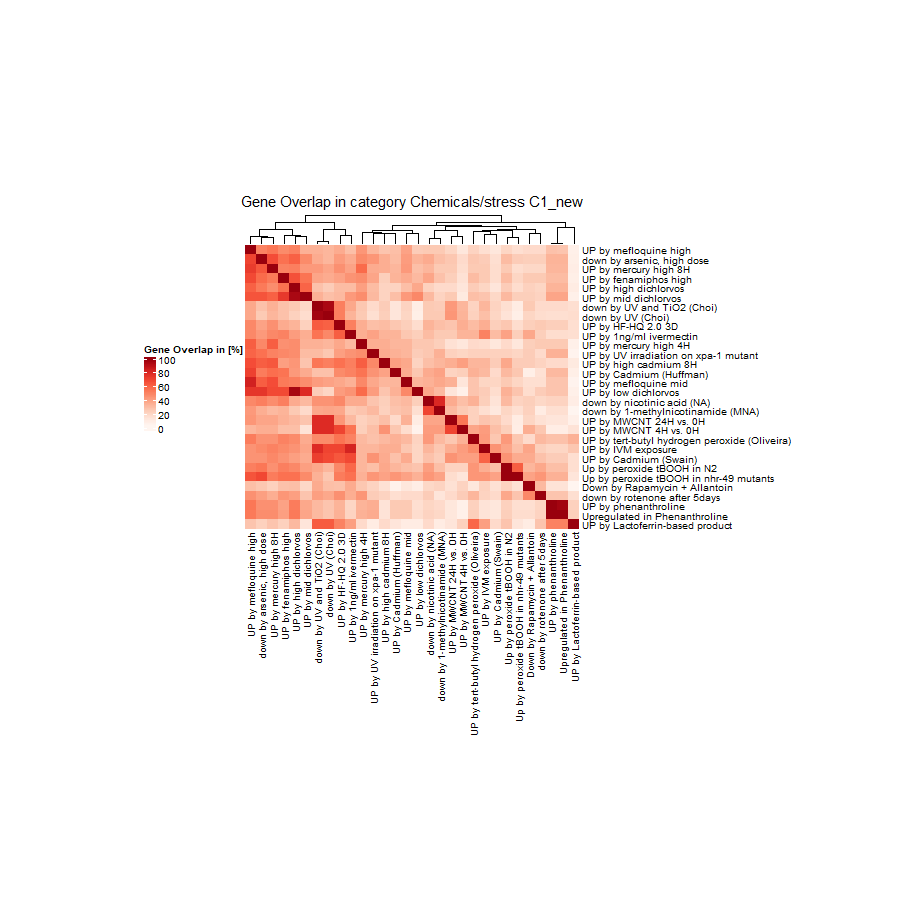 Gene Overlap in category Chemicals/stress C1_new
UP by mefloquine high
down by arsenic, high dose
UP by mercury high 8H
UP by fenamiphos high
UP by high dichlorvos
UP by mid dichlorvos
down by UV and TiO2 (Choi)
down by UV (Choi)
UP by HF-HQ 2.0 3D
UP by 1ng/ml ivermectin
UP by mercury high 4H
UP by UV irradiation on xpa-1 mutant
UP by high cadmium 8H
UP by Cadmium (Huffman)
UP by mefloquine mid
UP by low dichlorvos
down by nicotinic acid (NA)
down by 1-methylnicotinamide (MNA)
UP by MWCNT 24H vs. 0H
UP by MWCNT 4H vs. 0H
UP by tert-butyl hydrogen peroxide (Oliveira)
UP by IVM exposure
UP by Cadmium (Swain)
Up by peroxide tBOOH in N2
Up by peroxide tBOOH in nhr-49 mutants
Down by Rapamycin + Allantoin
down by rotenone after 5days
UP by phenanthroline
Upregulated in Phenanthroline
UP by Lactoferrin-based product
Gene Overlap in [%]
100
80
60
40
20
0
UP by mefloquine high
down by arsenic, high dose
UP by mercury high 8H
UP by fenamiphos high
UP by high dichlorvos
UP by mid dichlorvos
down by UV and TiO2 (Choi)
down by UV (Choi)
UP by HF-HQ 2.0 3D
UP by 1ng/ml ivermectin
UP by mercury high 4H
UP by UV irradiation on xpa-1 mutant
UP by high cadmium 8H
UP by Cadmium (Huffman)
UP by mefloquine mid
UP by low dichlorvos
down by nicotinic acid (NA)
down by 1-methylnicotinamide (MNA)
UP by MWCNT 24H vs. 0H
UP by MWCNT 4H vs. 0H
UP by tert-butyl hydrogen peroxide (Oliveira)
UP by IVM exposure
UP by Cadmium (Swain)
Up by peroxide tBOOH in N2
Up by peroxide tBOOH in nhr-49 mutants
Down by Rapamycin + Allantoin
down by rotenone after 5days
UP by phenanthroline
Upregulated in Phenanthroline
UP by Lactoferrin-based product